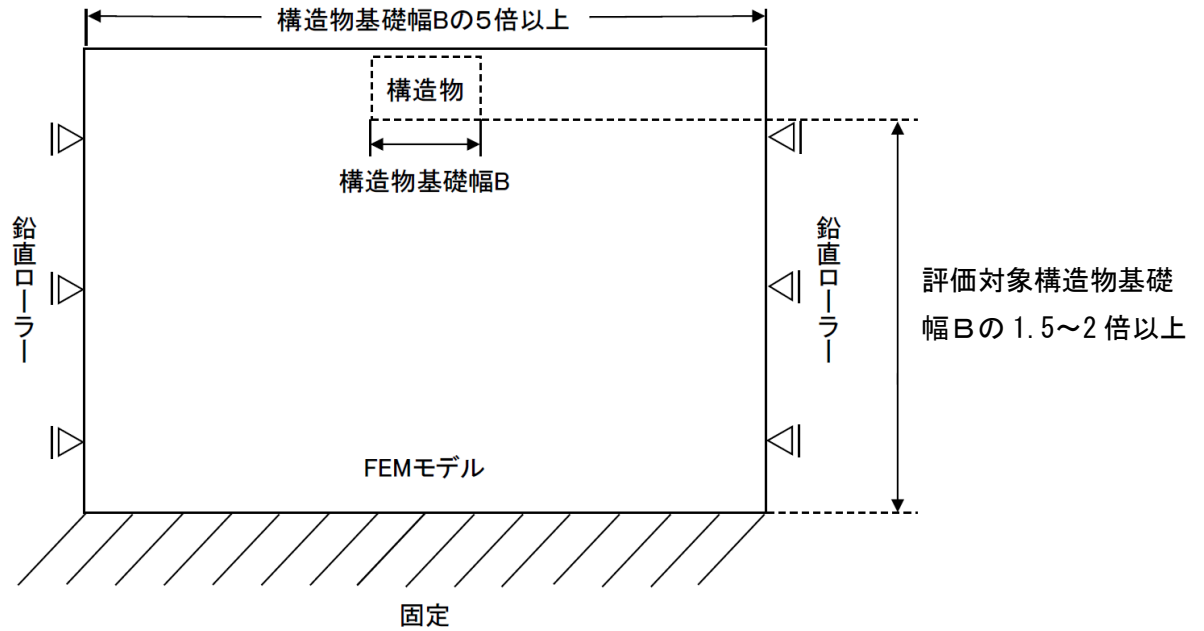 構造物基礎幅Bの5倍以上
構造物
構造物基礎幅B
鉛直ローラー
鉛直ローラー
評価対象構造物基礎
幅Ｂの 1.5～2 倍以上
FEMモデル
固定